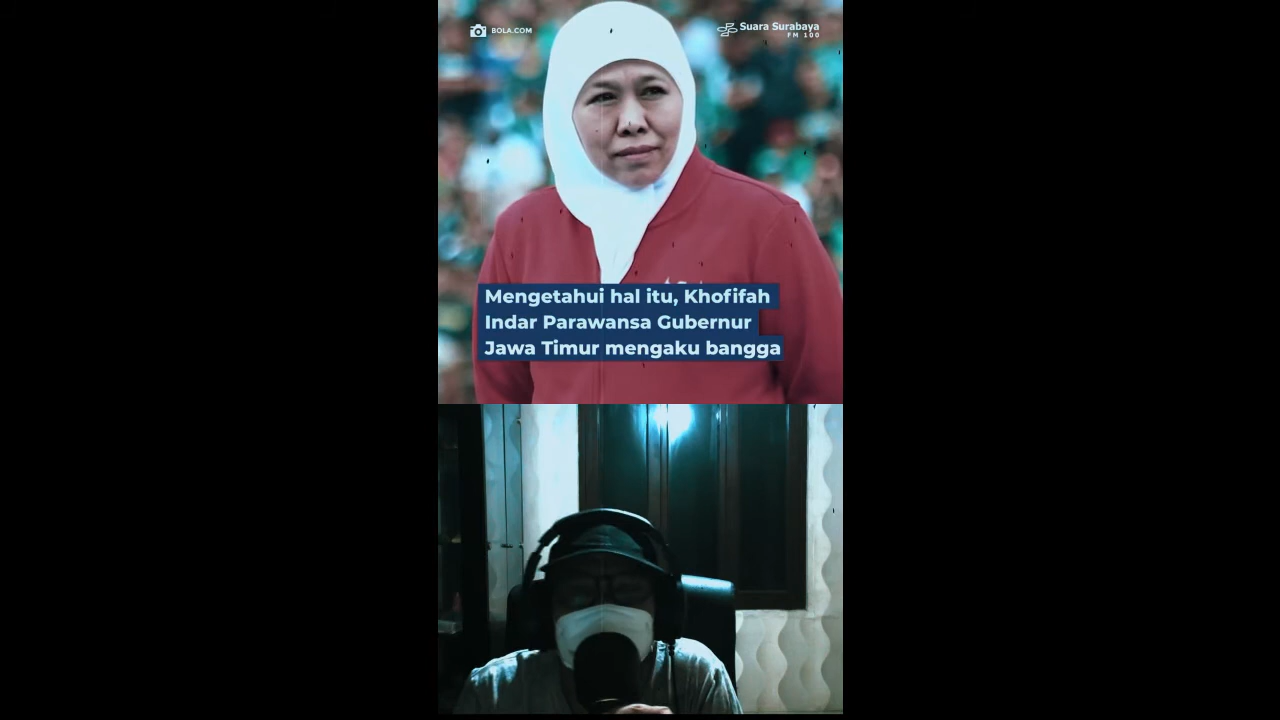 BOLA.COM
Suara Surabaya
FM 100
Mengetahui hal itu, Khofifah
Indar Parawansa Gubernur
Jawa Timur mengaku bangga